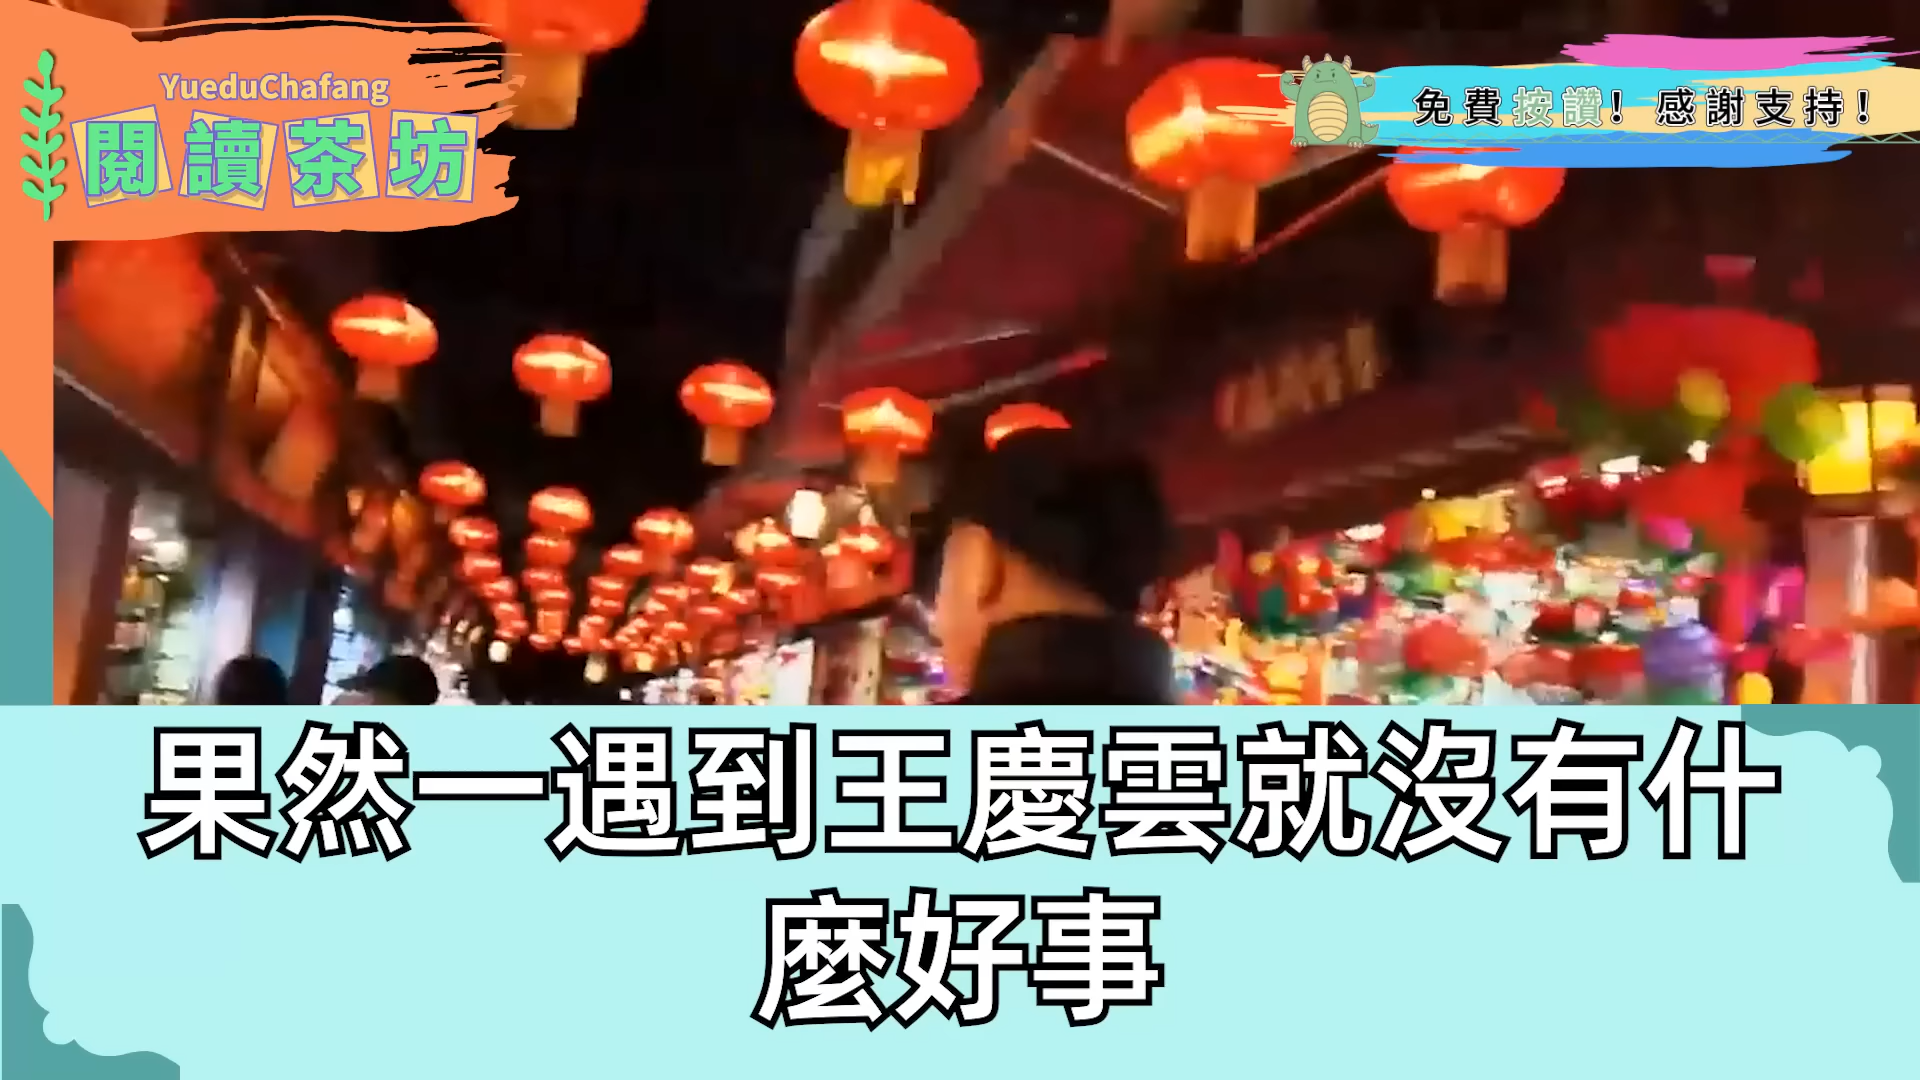 YueduChafang
閱讀茶坊
免費按讚！感謝支持！
果然一遇到王慶雲就沒有什
麼好事